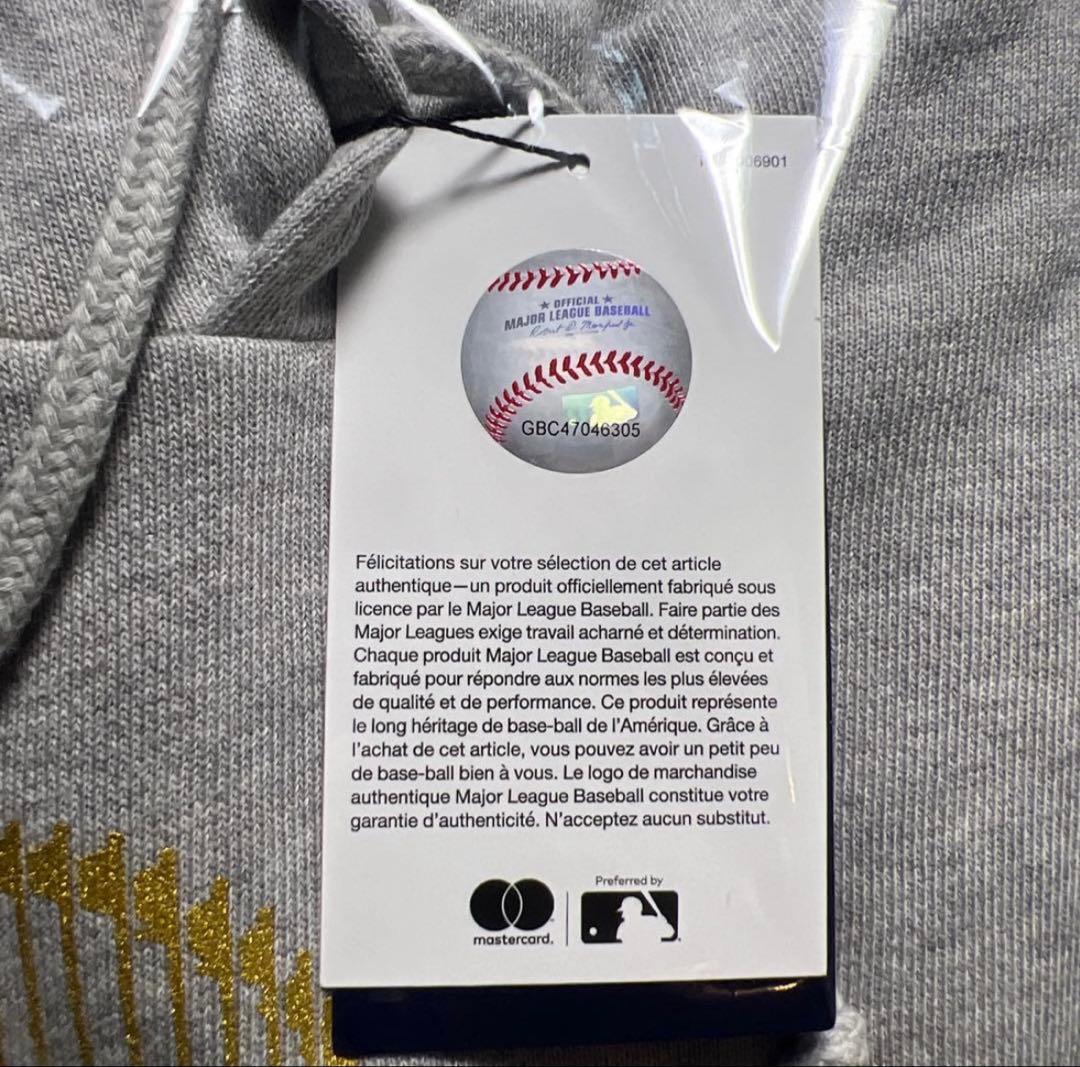 06901
★ OFFICIAL ★
MAJOR LEAGUE BASEBALL
GBC47046305
Félicitations sur votre sélection de cet article
authentique—un produit officiellement fabriqué sous
licence par le Major League Baseball. Faire partie des
Major Leagues exige travail acharné et détermination.
Chaque produit Major League Baseball est conçu et
fabriqué pour répondre aux normes les plus élevées
de qualité et de performance. Ce produit représente
le long héritage de base-ball de l’Amérique. Grâce à
l’achat de cet article, vous pouvez avoir un petit peu
de base-ball bien à vous. Le logo de marchandise
authentique Major League Baseball constitue votre
garantie d’authenticité. N’acceptez aucun substitut.
Preferred by
mastercard.